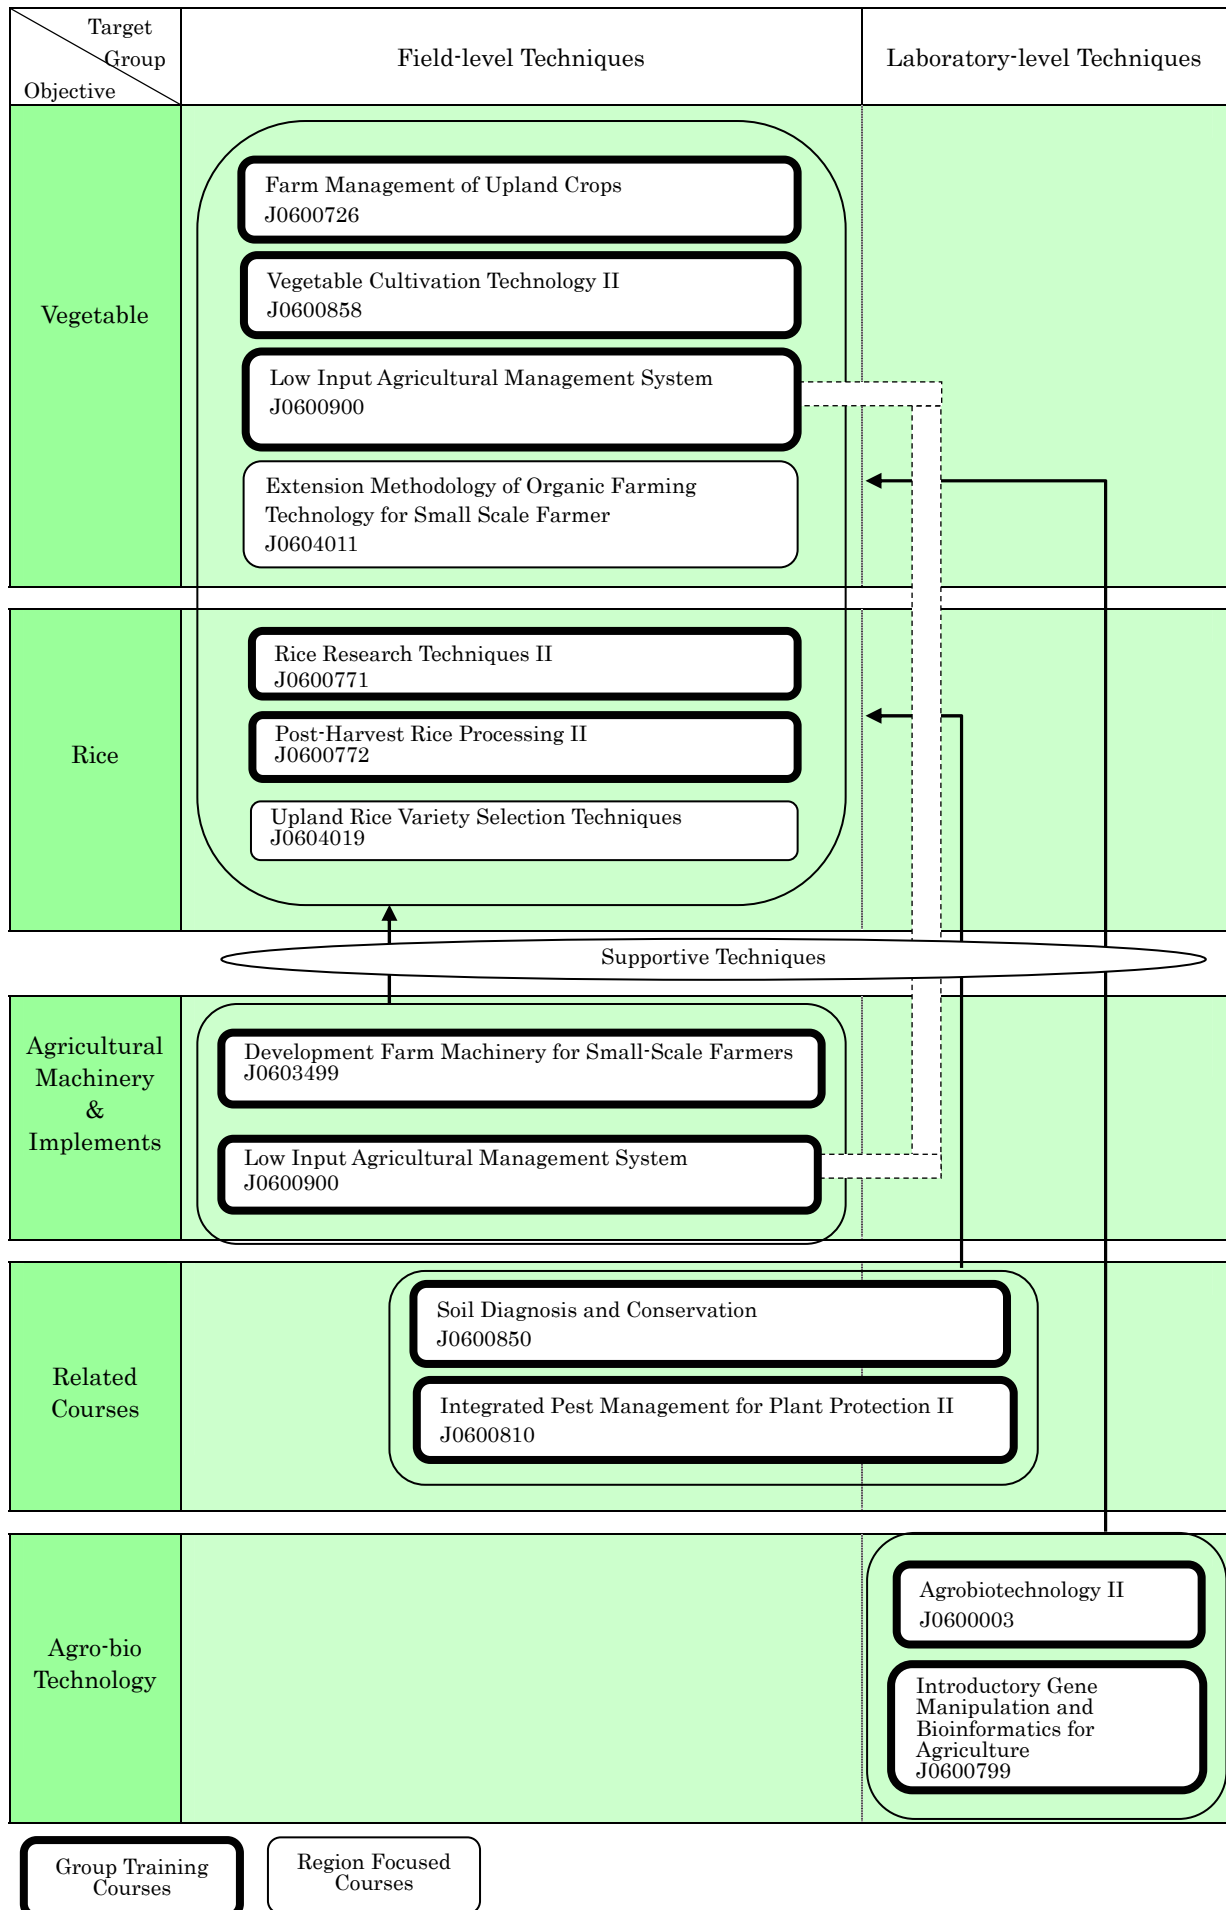 Target
Group
Objective
Field-level Techniques
Laboratory-level Techniques
Vegetable
Farm Management of Upland Crops
J0600726
Vegetable Cultivation Technology II
J0600858
Low Input Agricultural Management System
J0600900
Extension Methodology of Organic Farming
Technology for Small Scale Farmer
J0604011
Rice
Rice Research Techniques II
J0600771
Post-Harvest Rice Processing II
J0600772
Upland Rice Variety Selection Techniques
J0604019
Supportive Techniques
Agricultural
Machinery
&
Implements
Development Farm Machinery for Small-Scale Farmers
J0603499
Low Input Agricultural Management System
J0600900
Related
Courses
Soil Diagnosis and Conservation
J0600850
Integrated Pest Management for Plant Protection II
J0600810
Agro-bio
Technology
Agrobiotechnology II
J0600003
Introductory Gene
Manipulation and
Bioinformatics for
Agriculture
J0600799
Group Training
Courses
Region Focused
Courses